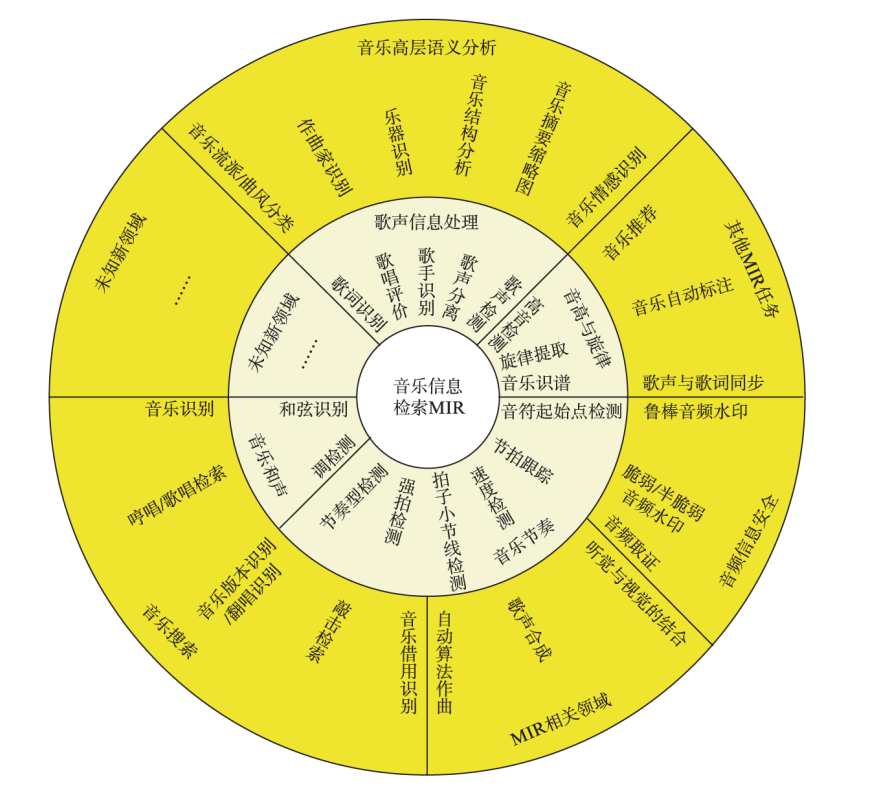 音乐高层语义分析
音乐流派/曲风分类
作曲家识别
乐器识别
音乐结构分析
音乐摘要缩略图
音乐情感识别
其他MIR任务
音乐推荐
音乐自动标注
歌声与歌词同步
音频信息安全
鲁棒音频水印
脆弱/半脆弱
音频水印
音频取证
MIR相关领域
听觉与视觉的结合
歌声合成
自动算法作曲
音乐搜索
音乐借用识别
敲击检索
音乐版本识别
/翻唱识别
哼唱/歌唱检索
音乐识别
未知新领域
……
歌声信息处理
歌词识别
歌唱评价
歌手识别
歌声分离
歌声检测
音高与旋律
高音检测
旋律提取
音乐识谱
音乐节奏
音符起始点检测
节拍跟踪
速度检测
拍子小节线检测
强拍检测
节奏型检测
音乐和声
调检测
和弦识别
未知新领域
……
音乐信息
检索MIR